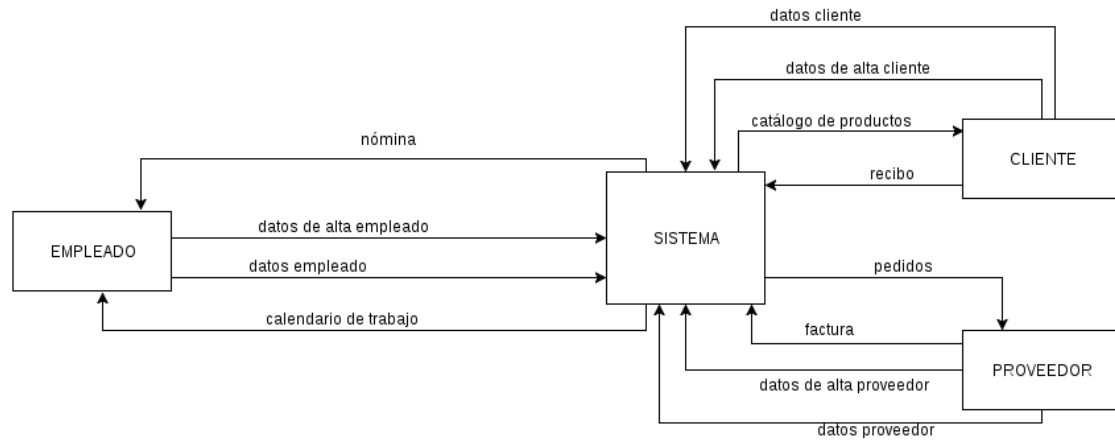 datos cliente
datos de alta cliente
catálogo de productos
nómina
CLIENTE
recibo
datos de alta empleado
SISTEMA
EMPLEADO
datos empleado
pedidos
calendario de trabajo
factura
PROVEEDOR
datos de alta proveedor
datos proveedor